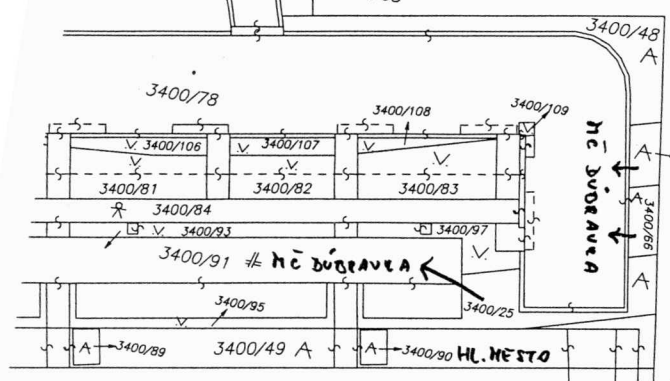 3400/48
A
3400/78
3400/108
3400/109
V. 3400/106
3400/107
V.
V.
V.
V.
V.
V.
3400/81
3400/82
3400/83
MČ DÚBRAVKA
A
A
3400/66
A
3400/84
V. 3400/93
3400/97
V.
3400/91 MČ DÚBRAVKA
3400/95
V.
3400/25
A 3400/89
3400/49 A
A 3400/90 HL. MESTO